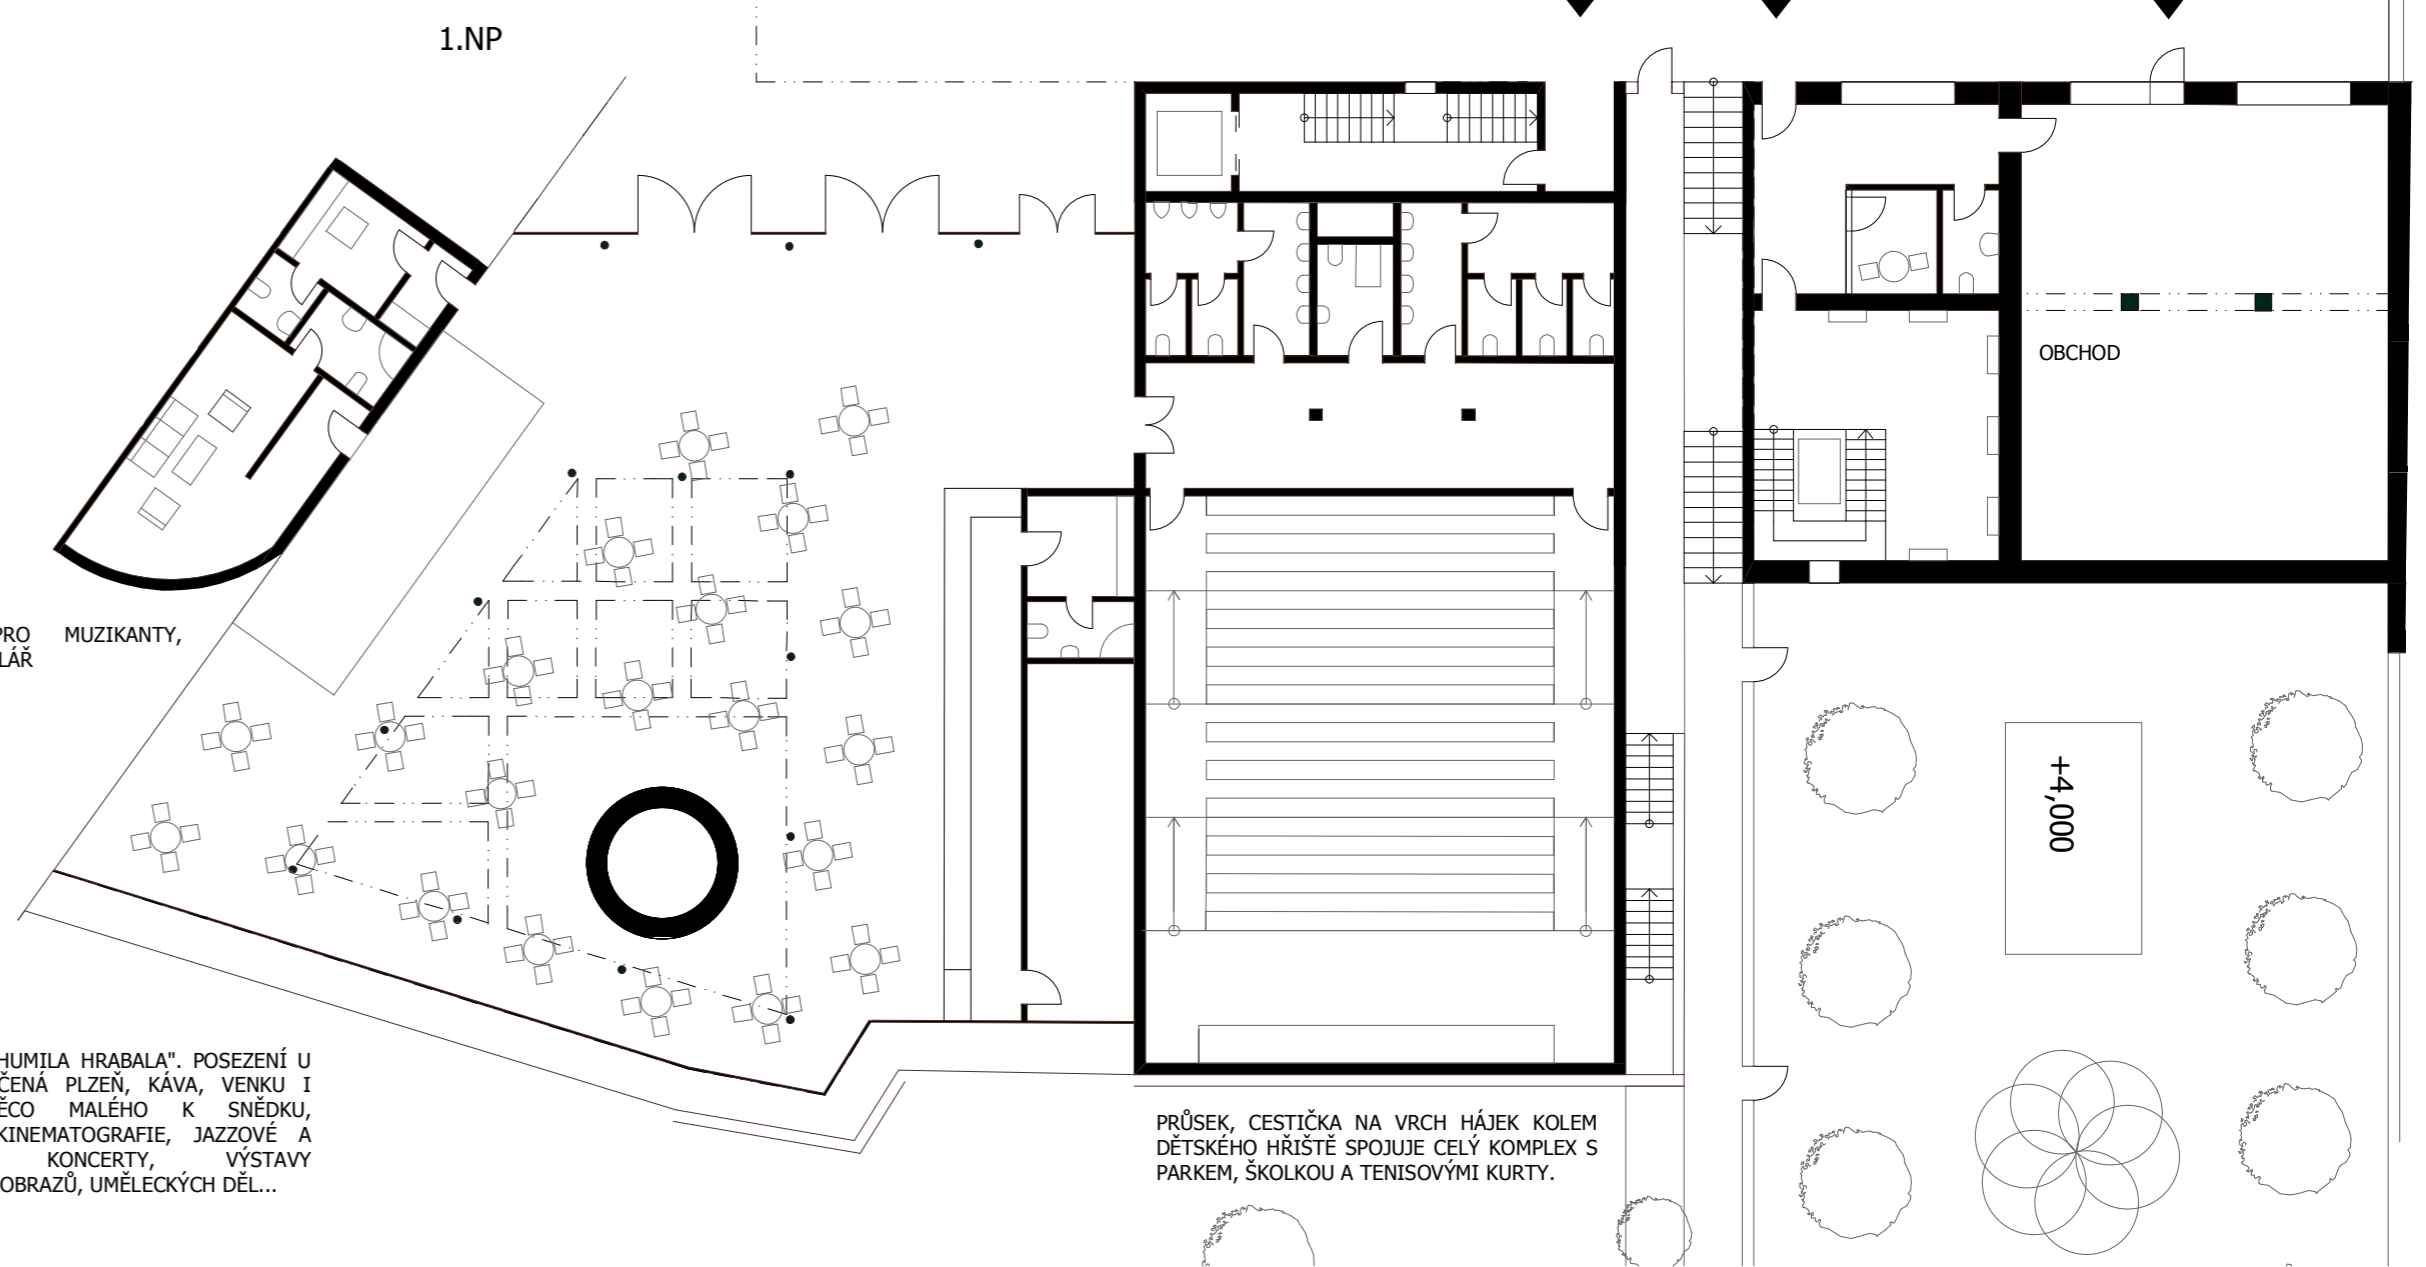 1.NP
OBCHOD
PRO MUZIKANTY,
+4,000
HUMILA HRABALA". POSEZENÍ U
ČENÁ PLZEŇ, KÁVA, VENKU I
ĚCO MALÉHO K SNĚDKU,
KINEMATOGRAFIE, JAZZOVÉ A
KONCERTY, VÝSTAVY
OBRAZŮ, UMĚLECKÝCH DĚL...
PRŮSEK, CESTIČKA NA VRCH HÁJEK KOLEM
DĚTSKÉHO HŘIŠTĚ SPOJUJE CELÝ KOMPLEX S
PARKEM, ŠKOLKOU A TENISOVÝMI KURTY.